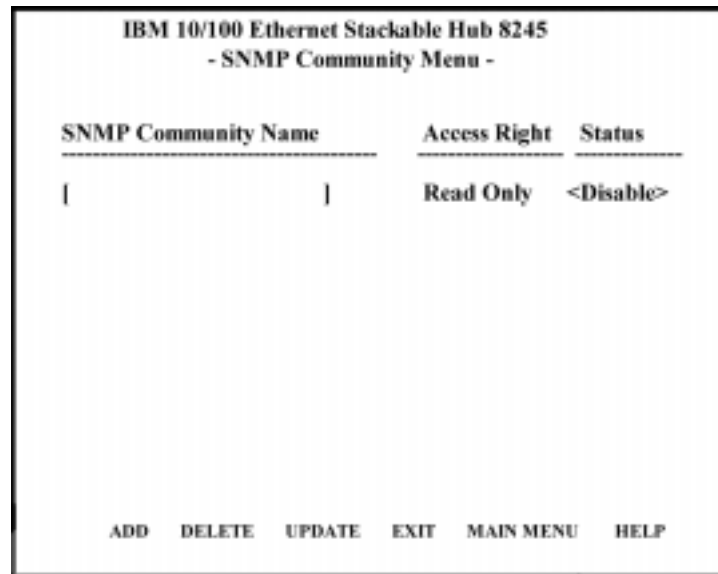 IBM 10/100 Ethernet Stackable Hub 8245
- SNMP Community Menu -
SNMP Community Name Access Right Status
---------------------------------------- ------------------- --------------
[ ] Read Only <Disable>
ADD DELETE UPDATE EXIT MAIN MENU HELP